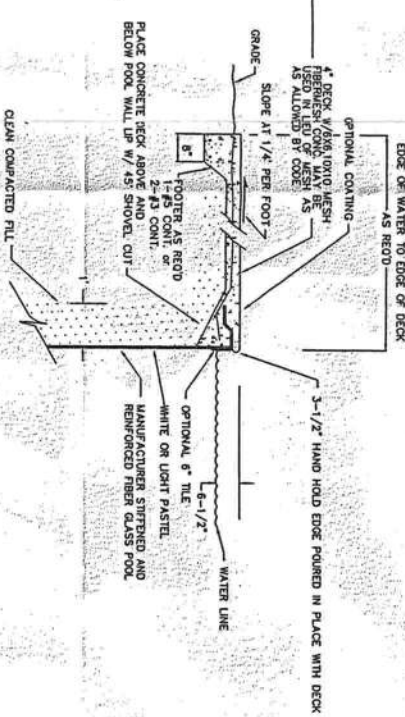 EDGE OF WATER TO EDGE OF DECK
AS REQ'D
3-1/2" HAND HOLD EDGE POURED IN PLACE WITH DECK
OPTIONAL COATING
4" DECK W/6X6,10X10 MESH
FIBERMESH CONC. MAY BE
USED IN LIEU OF MESH AS
AS ALLOWED BY CODE
SLOPE AT 1/4" PER FOOT
GRADE
WATER LINE
6-1/2"
8"
FOOTER AS REQ'D
1-#5 CONT. or
2-#3 CONT.
OPTIONAL 6" TILE
WHITE OR LIGHT PASTEL
PLACE CONCRETE DECK ABOVE AND
BELOW POOL WALL LIP W/ 45° SHOVEL CUT
MANUFACTURER STIFFENED AND
REINFORCED FIBER GLASS POOL
1'
CLEAN COMPACTED FILL